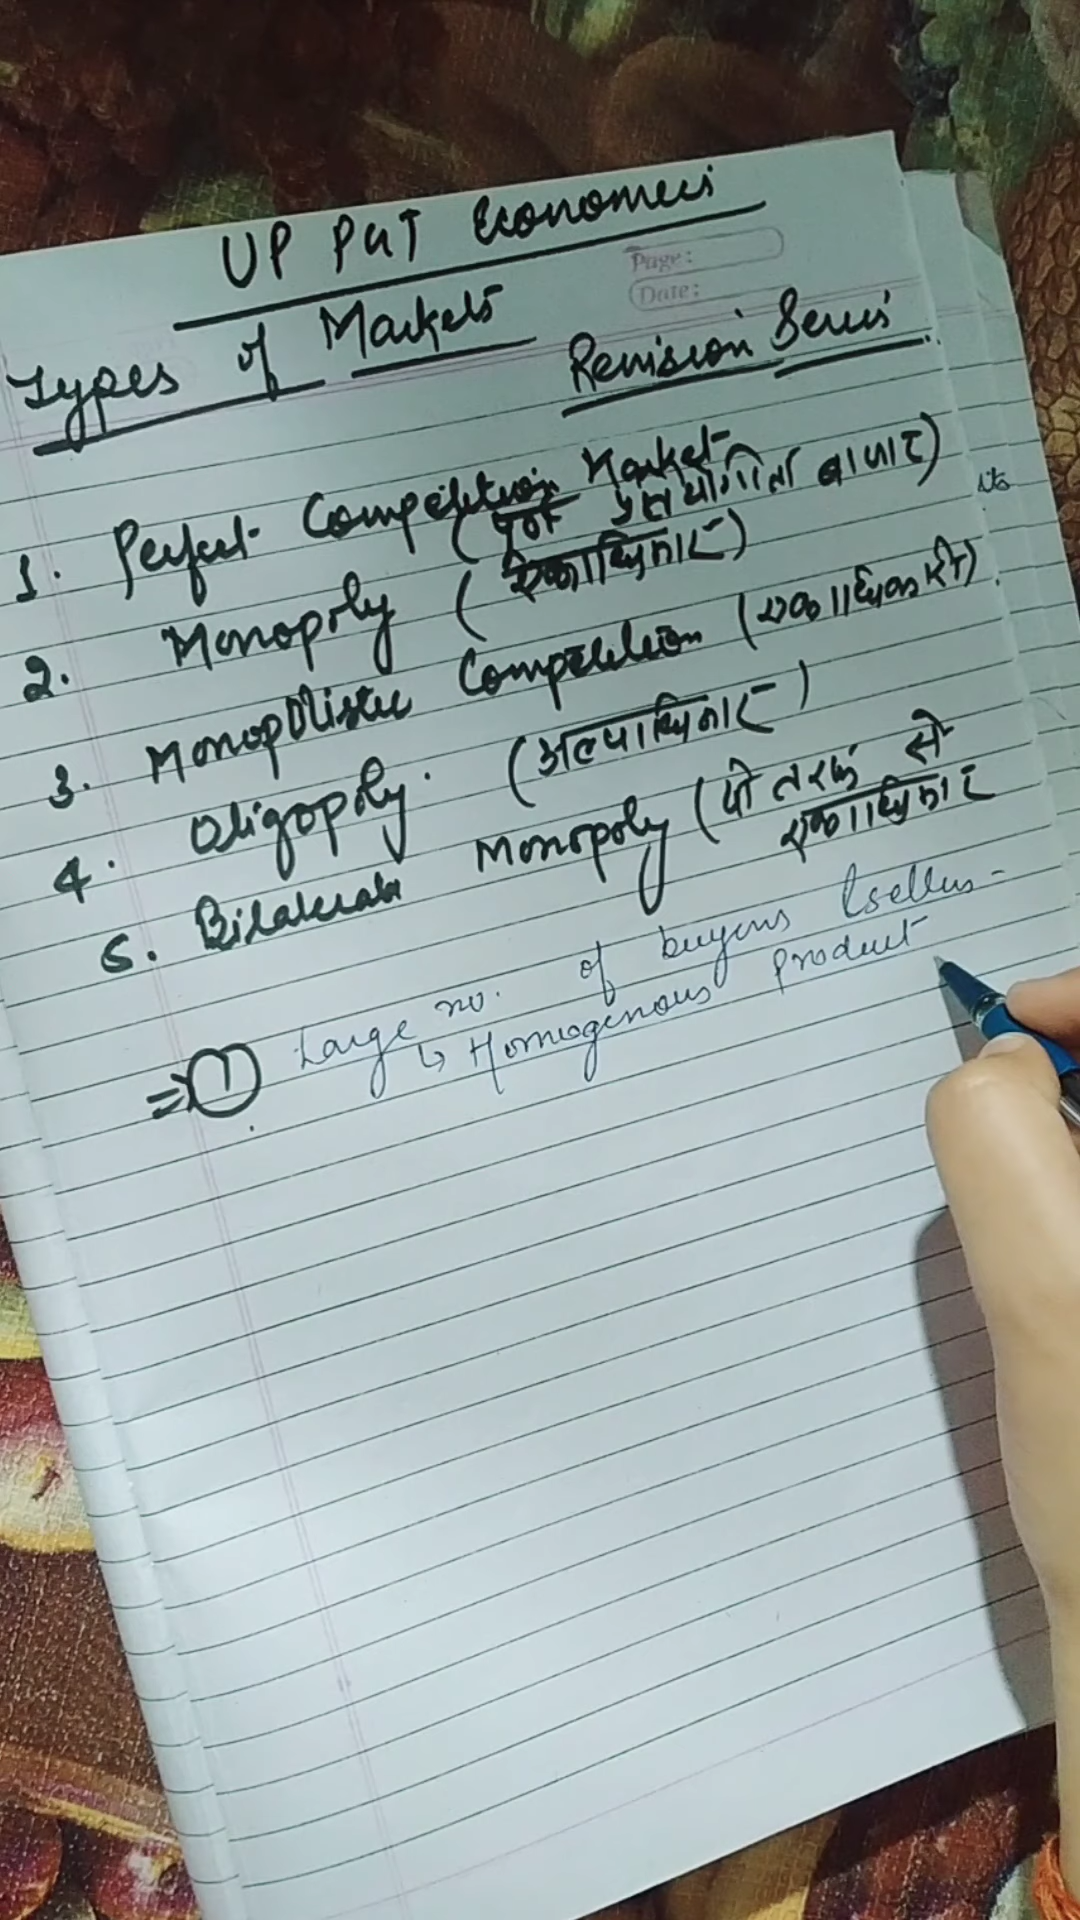 UP PGT Economics
Page:
Date:
Types of Markets
Revision Series
1. Perfect Competition Market
(पूर्ण प्रतियोगिता बाजार)
2. Monopoly (एकाधिकार)
3. Monopolistic Competition (एकाधिकारी)
4. Oligopoly. (अल्पाधिकार)
5. Bilateral Monopoly (दो तरफ से
एकाधिकार
its
1 Large no. of buyers &sellers-
↳ Homogenous product